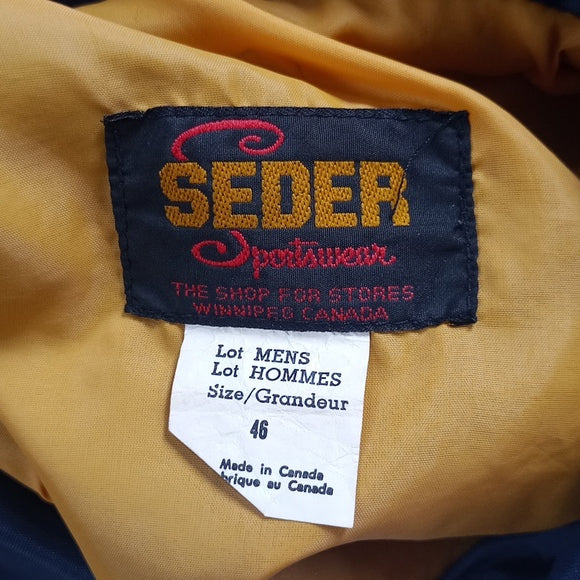 SEDER
Sportswear
THE SHOP FOR STORES
WINNIPEG CANADA
Lot MENS
Lot HOMMES
Size/Grandeur
46
Made in Canada
brique au Canada